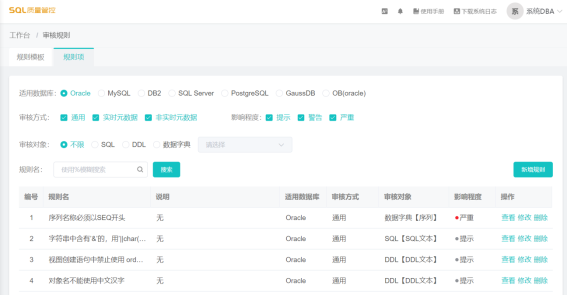 SQL质量管控
使用手册 下载系统日志 系 系统DBA
工作台 / 审核规则
规则模板 规则项
适用数据库: Oracle MySQL DB2 SQL Server PostgreSQL GaussDB OB(oracle)
审核方式: 通用 实时元数据 非实时元数据 影响程度: 提示 警告 严重
审核对象: 不限 SQL DDL 数据字典 请选择
规则名: 使用%模糊搜索 搜索 新增规则
编号 规则名 说明 适用数据库 审核方式 审核对象 影响程度 操作
1 序列名称必须以SEQ开头 无 Oracle 通用 数据字典【序列】 严重 查看 修改 删除
2 字符串中含有'&'的，用'||char(... 无 Oracle 通用 SQL【SQL文本】 提示 查看 修改 删除
3 视图创建语句中禁止使用 ord... 无 Oracle 通用 DDL【DDL文本】 提示 查看 修改 删除
4 对象名不能使用中文汉字 无 Oracle 通用 DDL【DDL文本】 提示 查看 修改 删除